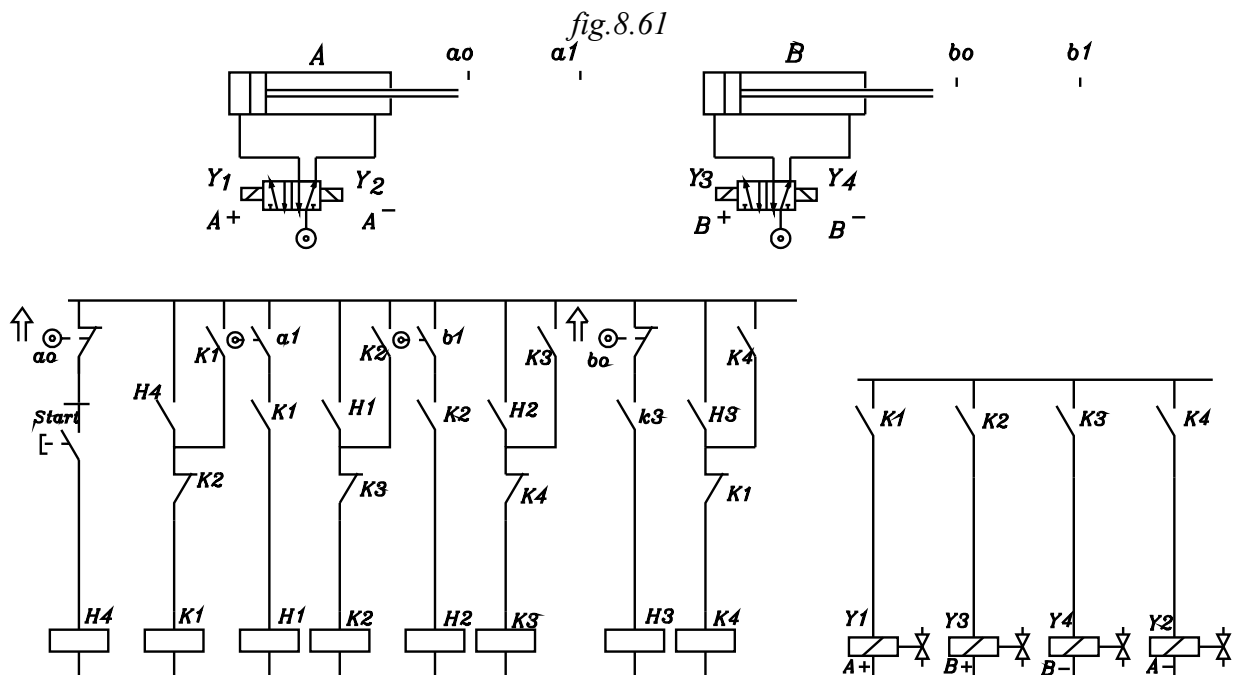 fig.8.61
A ao a1 B bo b1
Y1 Y2 Y3 Y4
A+ A- B+ B-
ao K1 a1 K2 b1 K3 bo K4
Start H4 K1 H1 K2 H2 k3 H3 K1 K2 K3 K4
K2 K3 K4 K1
H4 K1 H1 K2 H2 K3 H3 K4 Y1 Y3 Y4 Y2
A+ B+ B- A-